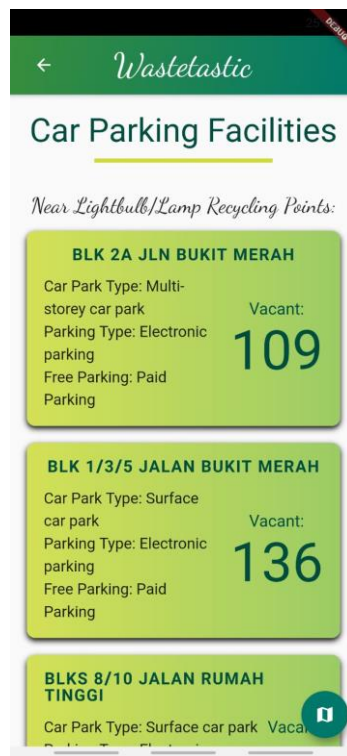 DEBUG
Wastetastic
Car Parking Facilities
Near Lightbulb/Lamp Recycling Points:
BLK 2A JLN BUKIT MERAH
Car Park Type: Multi-
storey car park
Parking Type: Electronic
parking
Free Parking: Paid
Parking
Vacant:
109
BLK 1/3/5 JALAN BUKIT MERAH
Car Park Type: Surface
car park
Parking Type: Electronic
parking
Free Parking: Paid
Parking
Vacant:
136
BLKS 8/10 JALAN RUMAH
TINGGI
Car Park Type: Surface car park